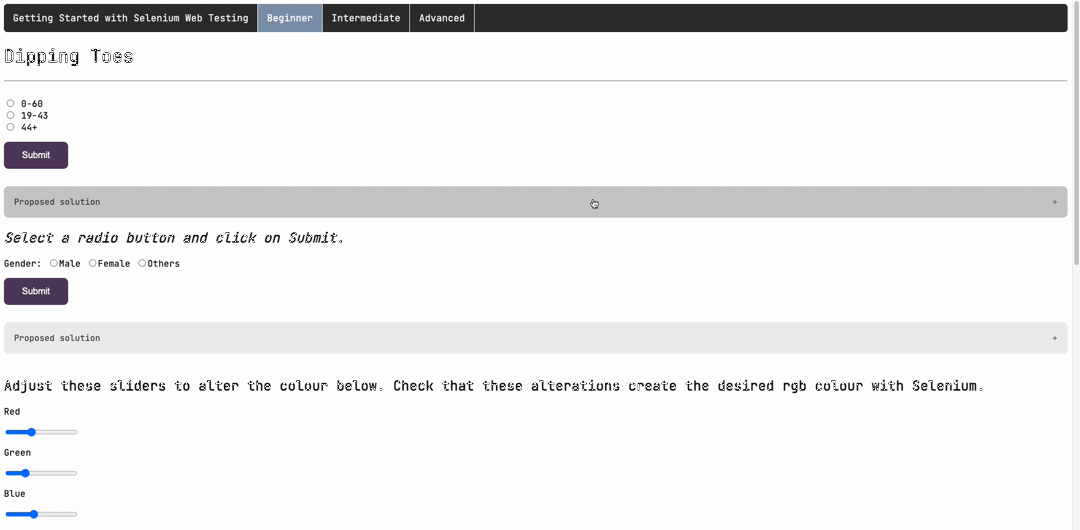 Getting Started with Selenium Web Testing Beginner Intermediate Advanced
Dipping Toes
0-60
19-43
44+
Submit
Proposed solution +
Select a radio button and click on Submit.
Gender: Male Female Others
Submit
Proposed solution +
Adjust these sliders to alter the colour below. Check that these alterations create the desired rgb colour with Selenium.
Red
Green
Blue